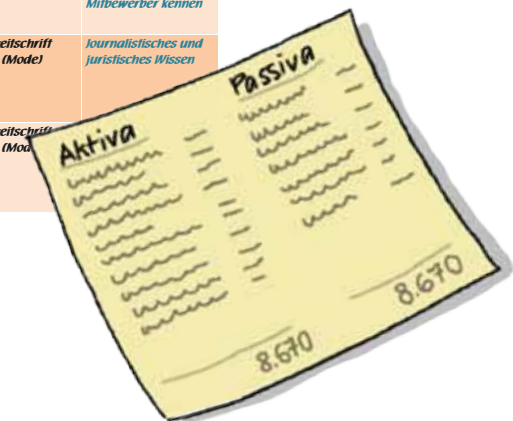 Mitbewerber kennen
eitschrift
(Mode)
Journalistisches und
juristisches Wissen
eitschrift
(Mod
Aktiva
Passiva
8.670
8.670